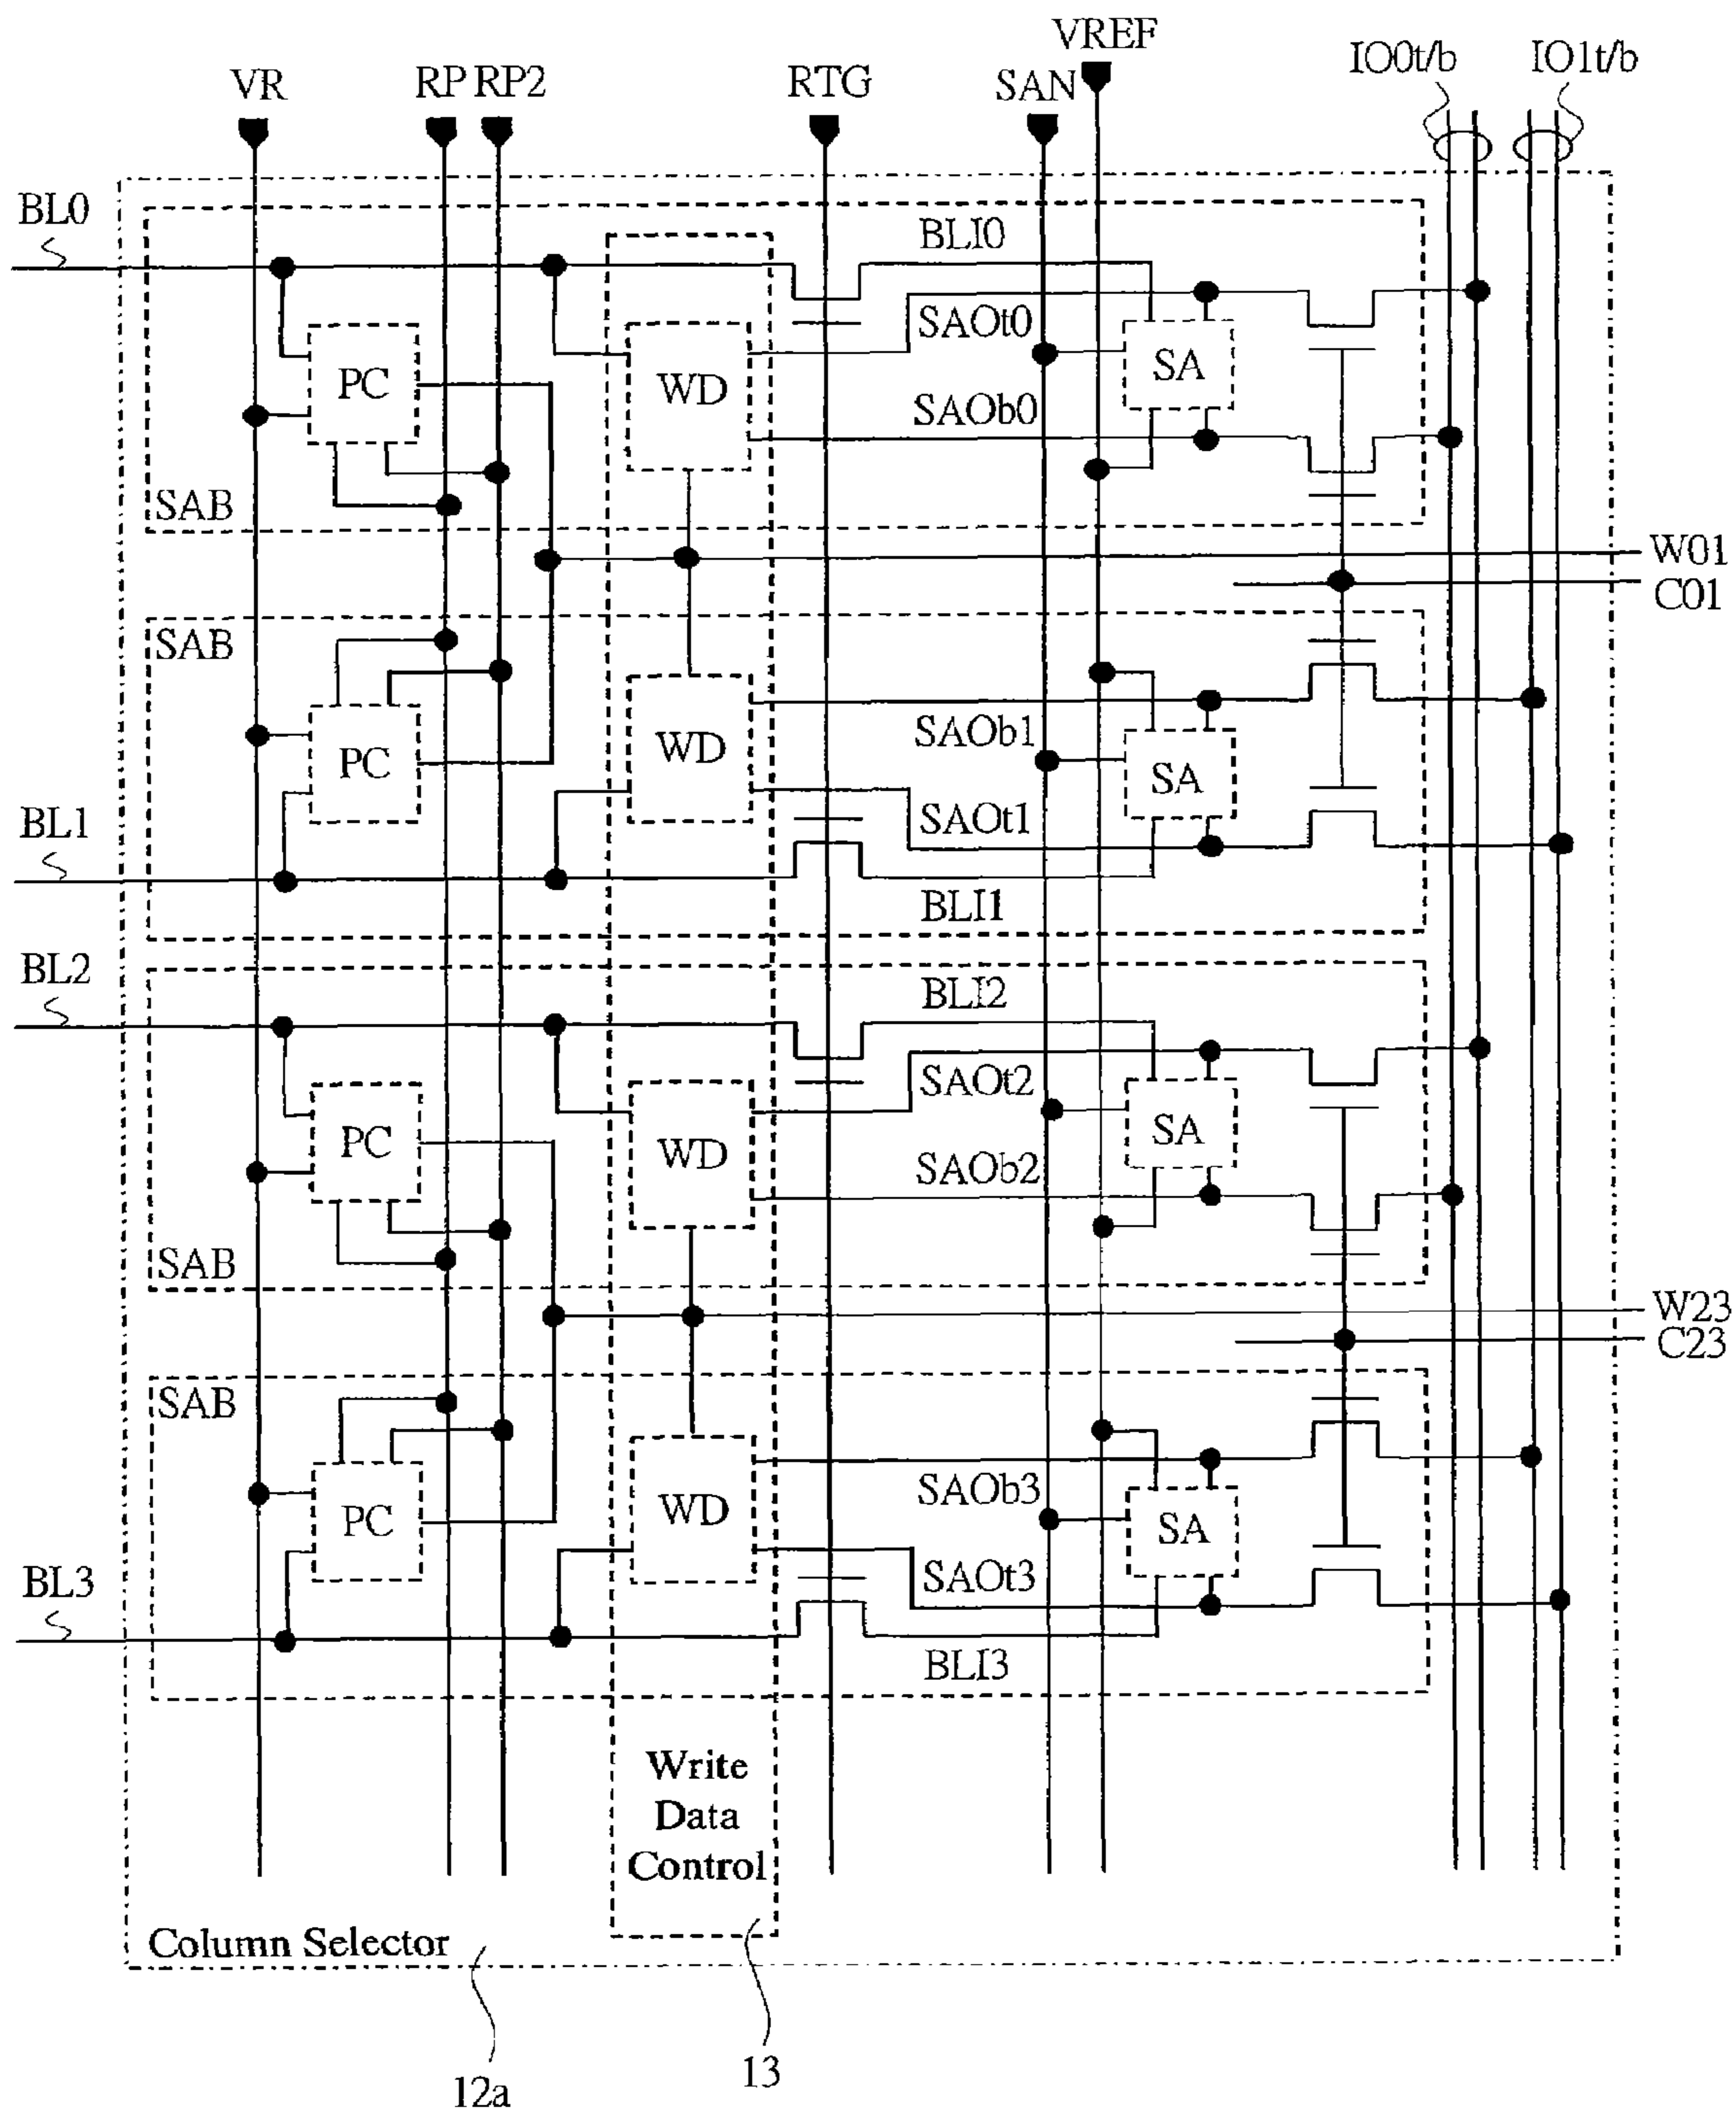 VREF
IO0t/b IO1t/b
VR RP RP2 RTG SAN
BL0
BLI0
SAOt0
PC WD SA
SAOb0
SAB
W01
C01
SAB
SAOb1
PC WD SA
BL1
SAOt1
BLI1
BL2
BLI2
SAOt2
PC WD SA
SAOb2
SAB
W23
C23
SAB
SAOb3
PC WD SA
BL3
SAOt3
BLI3
Write
Data
Control
Column Selector
13
12a